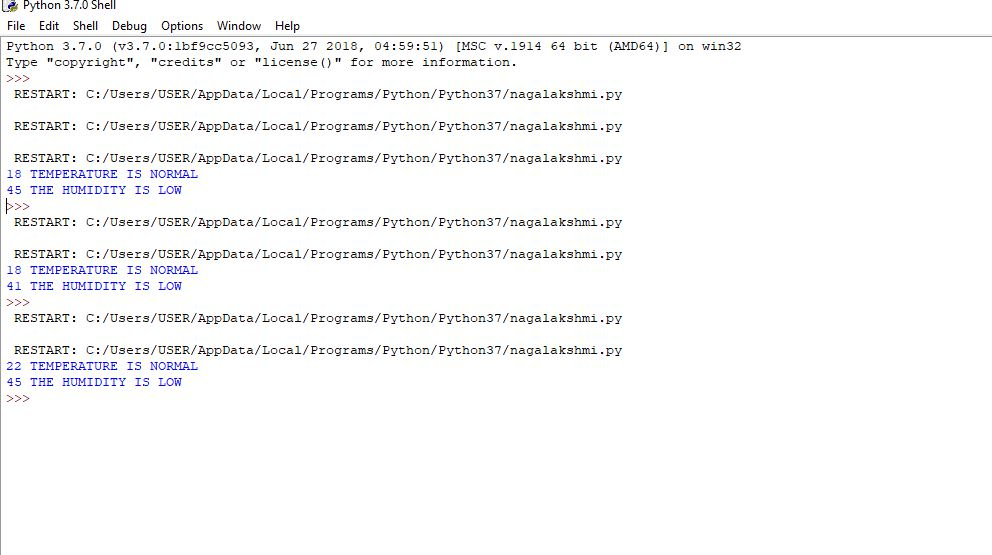 Python 3.7.0 Shell
File Edit Shell Debug Options Window Help
Python 3.7.0 (v3.7.0:1bf9cc5093, Jun 27 2018, 04:59:51) [MSC v.1914 64 bit (AMD64)] on win32
Type "copyright", "credits" or "license()" for more information.
>>>
RESTART: C:/Users/USER/AppData/Local/Programs/Python/Python37/nagalakshmi.py
RESTART: C:/Users/USER/AppData/Local/Programs/Python/Python37/nagalakshmi.py
RESTART: C:/Users/USER/AppData/Local/Programs/Python/Python37/nagalakshmi.py
18 TEMPERATURE IS NORMAL
45 THE HUMIDITY IS LOW
>>>
RESTART: C:/Users/USER/AppData/Local/Programs/Python/Python37/nagalakshmi.py
RESTART: C:/Users/USER/AppData/Local/Programs/Python/Python37/nagalakshmi.py
18 TEMPERATURE IS NORMAL
41 THE HUMIDITY IS LOW
>>>
RESTART: C:/Users/USER/AppData/Local/Programs/Python/Python37/nagalakshmi.py
RESTART: C:/Users/USER/AppData/Local/Programs/Python/Python37/nagalakshmi.py
22 TEMPERATURE IS NORMAL
45 THE HUMIDITY IS LOW
>>>